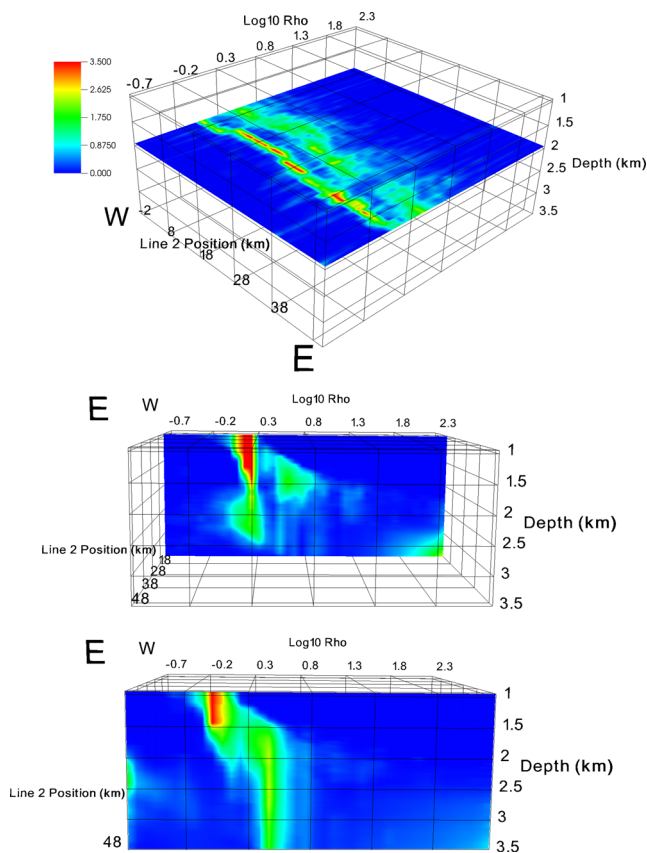 Log10 Rho
-0.7 -0.2 0.3 0.8 1.3 1.8 2.3
3.500
2.625
1.750
0.8750
0.000
1
1.5
2
2.5
3
3.5
Depth (km)
W
-2
8
18
28
38
Line 2 Position (km)
E
E W
Log10 Rho
-0.7 -0.2 0.3 0.8 1.8 2.3
1
1.5
2
2.5
3
3.5
Depth (km)
Line 2 Position (km)
18
28
38
48
E W
Log10 Rho
-0.7 -0.2 0.3 0.8 1.3 1.8 2.3
1
1.5
2
2.5
3
3.5
Depth (km)
Line 2 Position (km)
48